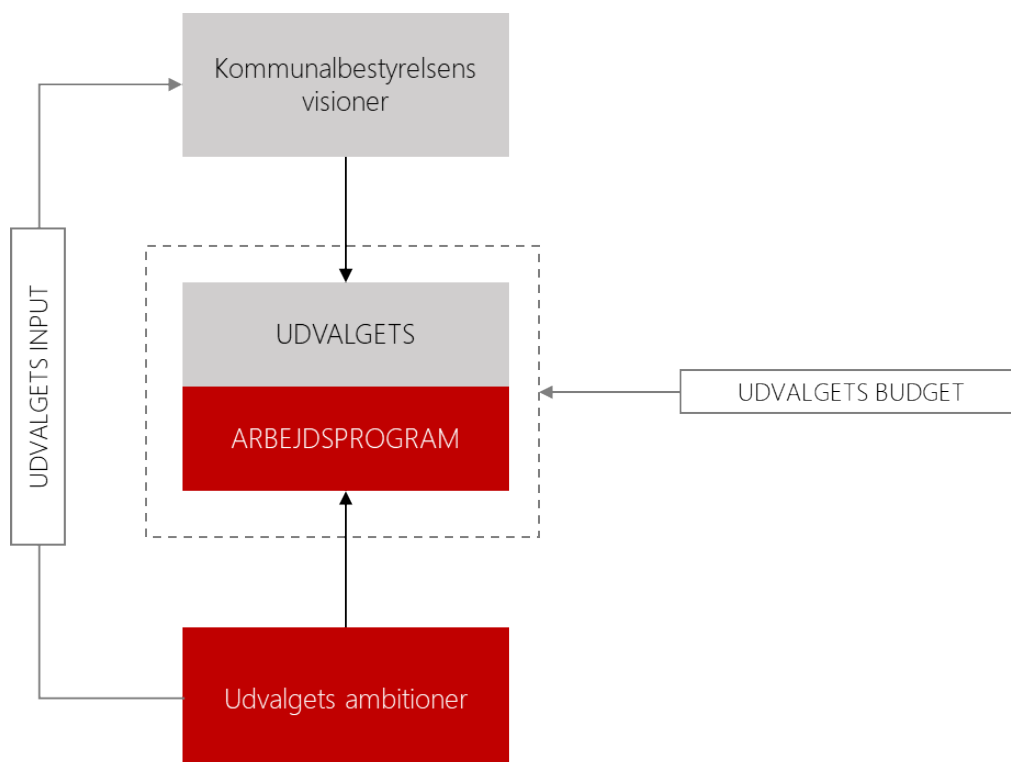 Kommunalbestyrelsens
visioner
UDVALGETS INPUT
UDVALGETS
ARBEJDSPROGRAM
UDVALGETS BUDGET
Udvalgets ambitioner